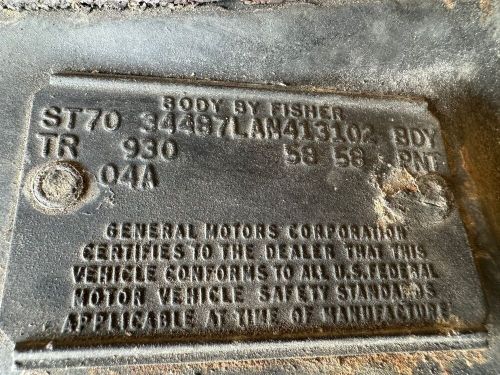 BODY BY FISHER
ST70 34487LAN413102 BDY
TR 930 58 58 PNT
04A
GENERAL MOTORS CORPORATION
CERTIFIES TO THE DEALER THAT THIS
VEHICLE CONFORMS TO ALL U.S. FEDERAL
MOTOR VEHICLE SAFETY STANDARDS
APPLICABLE AT TIME OF MANUFACTURE